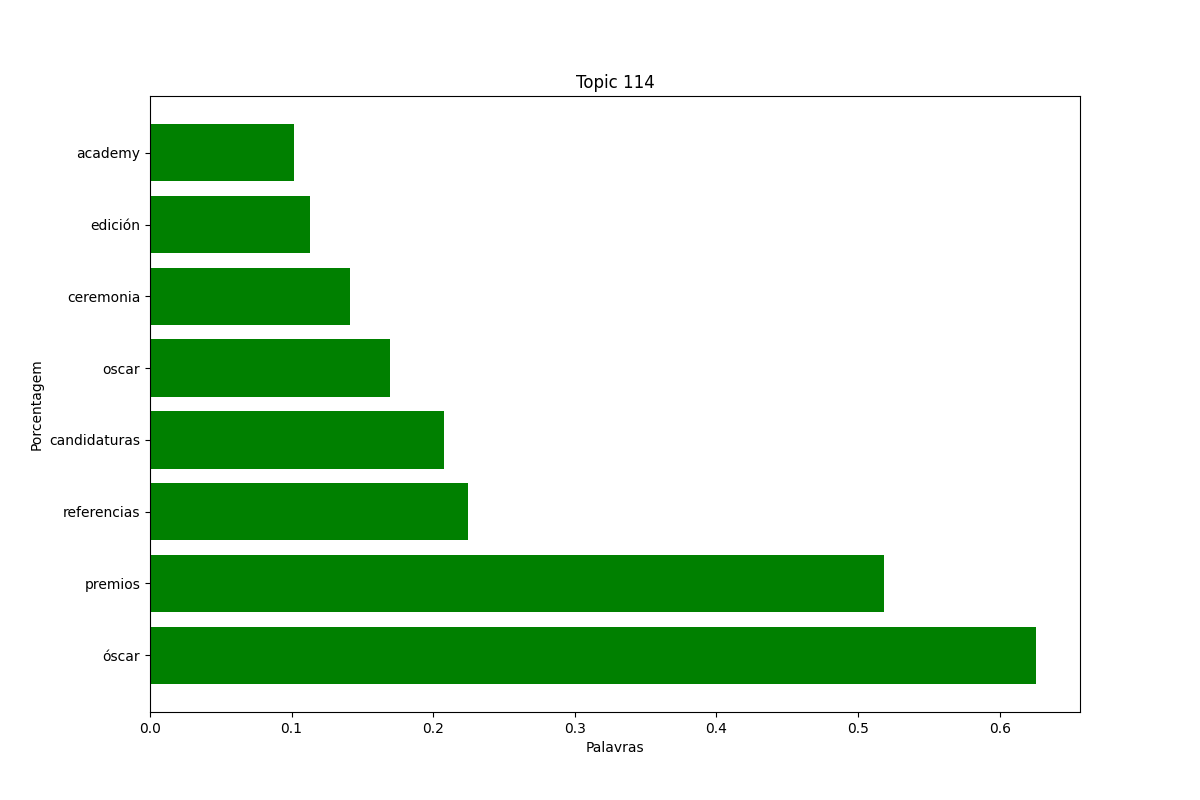 Topic 114
academy
edición
ceremonia
oscar
candidaturas
referencias
premios
óscar
Porcentagem
0.0 0.1 0.2 0.3 0.4 0.5 0.6
Palavras